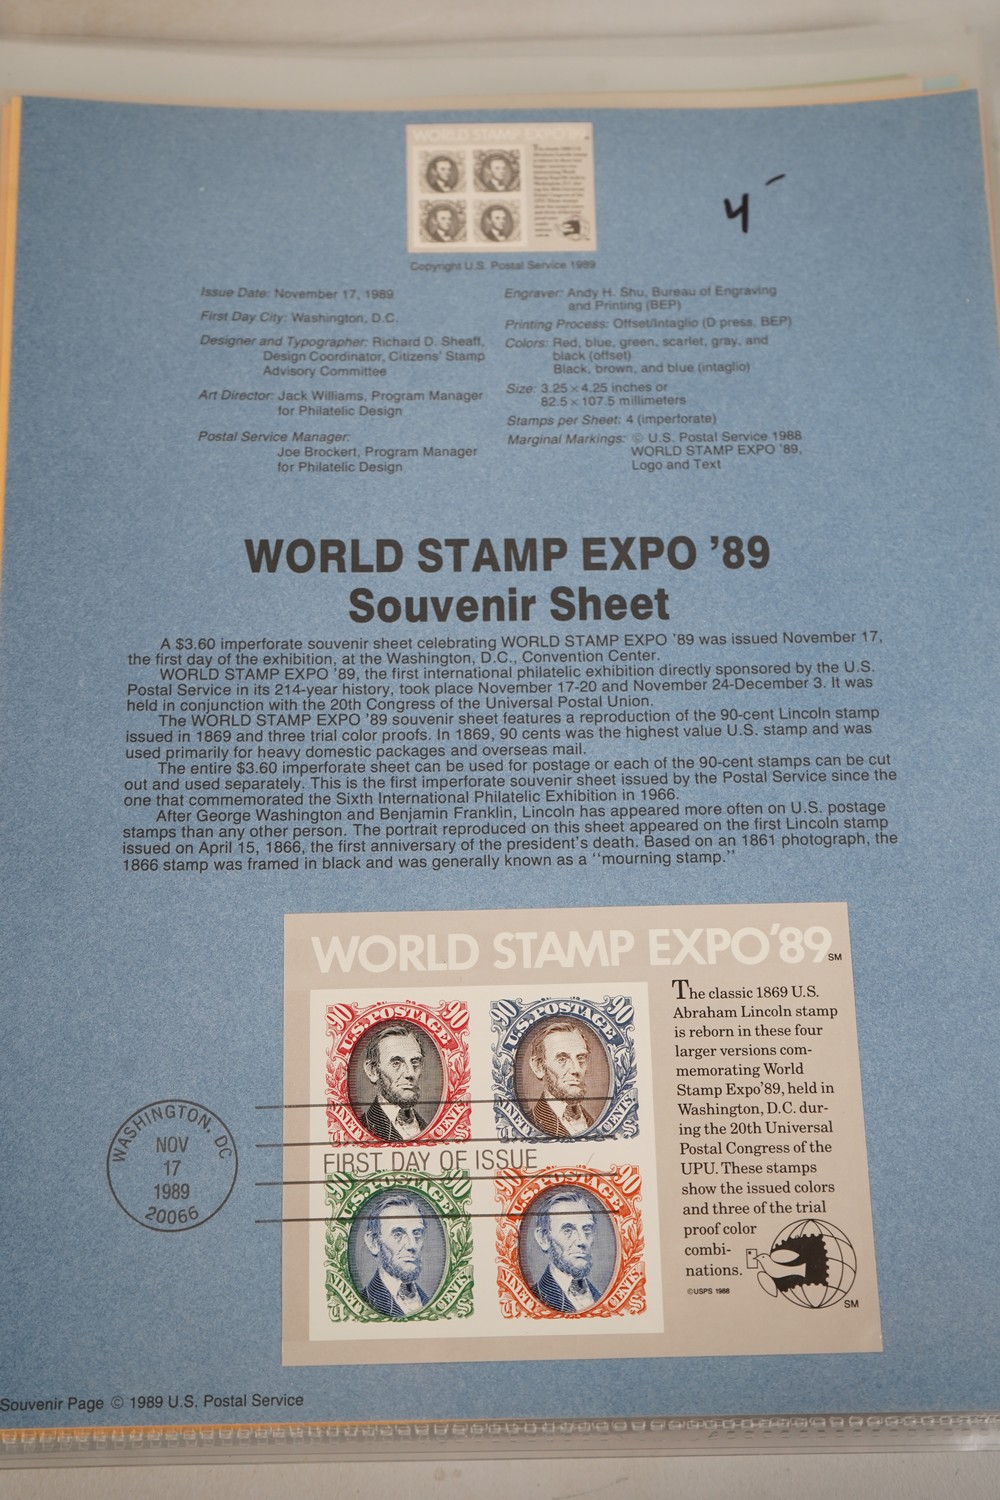 WORLD STAMP EXPO '89
Copyright U.S. Postal Service 1989
4
Issue Date: November 17, 1989
First Day City: Washington, D.C.
Designer and Typographer: Richard D. Sheaff,
Design Coordinator, Citizens' Stamp
Advisory Committee
Art Director: Jack Williams, Program Manager
for Philatelic Design
Postal Service Manager:
Joe Brockert, Program Manager
for Philatelic Design
Engraver: Andy H. Shu, Bureau of Engraving
and Printing (BEP)
Printing Process: Offset/Intaglio (D press, BEP)
Colors: Red, blue, green, scarlet, gray, and
black (offset)
Black, brown, and blue (intaglio)
Size: 3.25 × 4.25 inches or
82.5 × 107.5 millimeters
Stamps per Sheet: 4 (imperforate)
Marginal Markings: © U.S. Postal Service 1988
WORLD STAMP EXPO '89,
Logo and Text
WORLD STAMP EXPO '89
Souvenir Sheet
A $3.60 imperforate souvenir sheet celebrating WORLD STAMP EXPO '89 was issued November 17,
the first day of the exhibition, at the Washington, D.C., Convention Center.
WORLD STAMP EXPO '89, the first international philatelic exhibition directly sponsored by the U.S.
Postal Service in its 214-year history, took place November 17-20 and November 24-December 3. It was
held in conjunction with the 20th Congress of the Universal Postal Union.
The WORLD STAMP EXPO '89 souvenir sheet features a reproduction of the 90-cent Lincoln stamp
issued in 1869 and three trial color proofs. In 1869, 90 cents was the highest value U.S. stamp and was
used primarily for heavy domestic packages and overseas mail.
The entire $3.60 imperforate sheet can be used for postage or each of the 90-cent stamps can be cut
out and used separately. This is the first imperforate souvenir sheet issued by the Postal Service since the
one that commemorated the Sixth International Philatelic Exhibition in 1966.
After George Washington and Benjamin Franklin, Lincoln has appeared more often on U.S. postage
stamps than any other person. The portrait reproduced on this sheet appeared on the first Lincoln stamp
issued on April 15, 1866, the first anniversary of the president's death. Based on an 1861 photograph, the
1866 stamp was framed in black and was generally known as a "mourning stamp."
WORLD STAMP EXPO'89 SM
90 U.S. POSTAGE 90
NINETY CENTS
90 U.S. POSTAGE 90
NINETY CENTS
90 U.S. POSTAGE 90
NINETY CENTS
90 U.S. POSTAGE 90
NINETY CENTS
The classic 1869 U.S.
Abraham Lincoln stamp
is reborn in these four
larger versions com-
memorating World
Stamp Expo'89, held in
Washington, D.C. dur-
ing the 20th Universal
Postal Congress of the
UPU. These stamps
show the issued colors
and three of the trial
proof color
combi-
nations.
©USPS 1988
SM
WASHINGTON, DC
NOV
17
1989
20066
FIRST DAY OF ISSUE
Souvenir Page © 1989 U.S. Postal Service